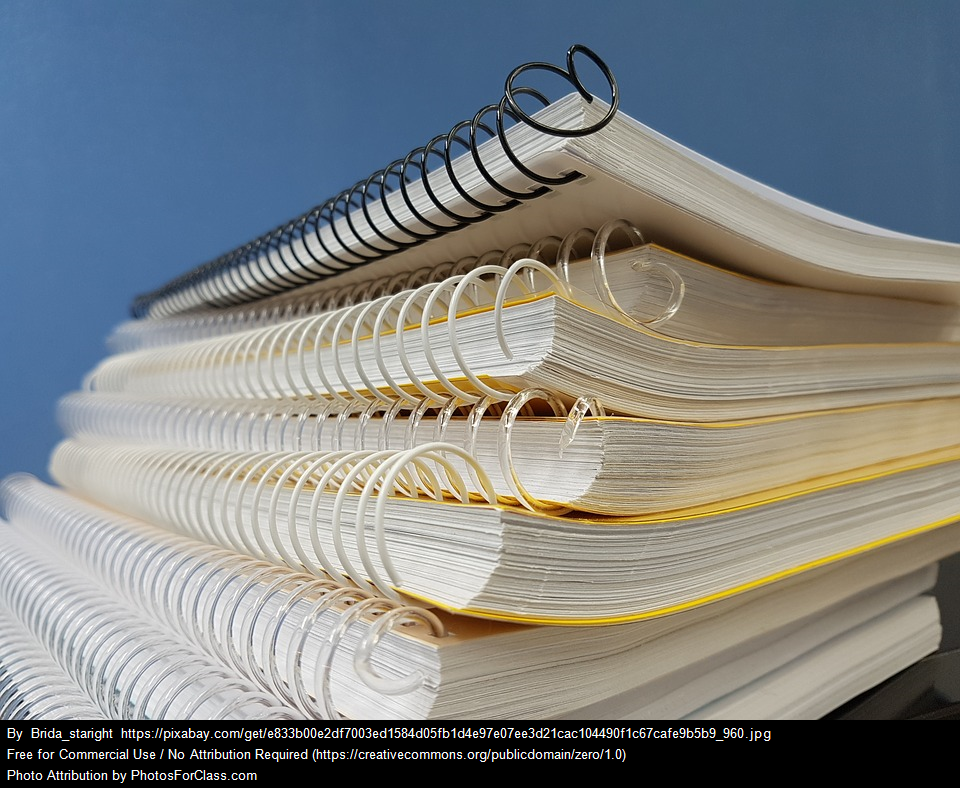 By Brida_staright https://pixabay.com/get/e833b00e2df7003ed1584d05fb1d4e97e07ee3d21cac104490f1c67cafe9b5b9_960.jpg
Free for Commercial Use / No Attribution Required (https://creativecommons.org/publicdomain/zero/1.0)
Photo Attribution by PhotosForClass.com